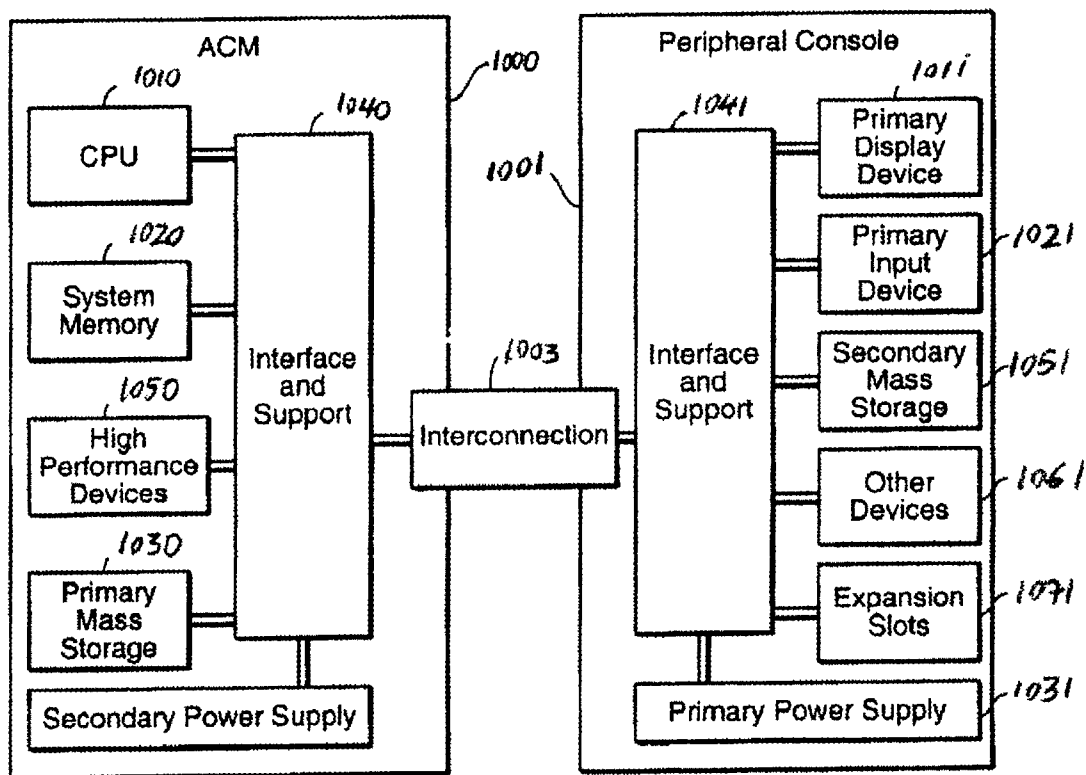 ACM
1000
1010
CPU
1040
1020
System
Memory
1050
High
Performance
Devices
1030
Primary
Mass
Storage
Interface
and
Support
Secondary Power Supply
1003
Interconnection
Peripheral Console
1001
1041
Interface
and
Support
1011
Primary
Display
Device
Primary
Input
Device
1021
Secondary
Mass
Storage
1051
Other
Devices
1061
Expansion
Slots
1071
Primary Power Supply
1031